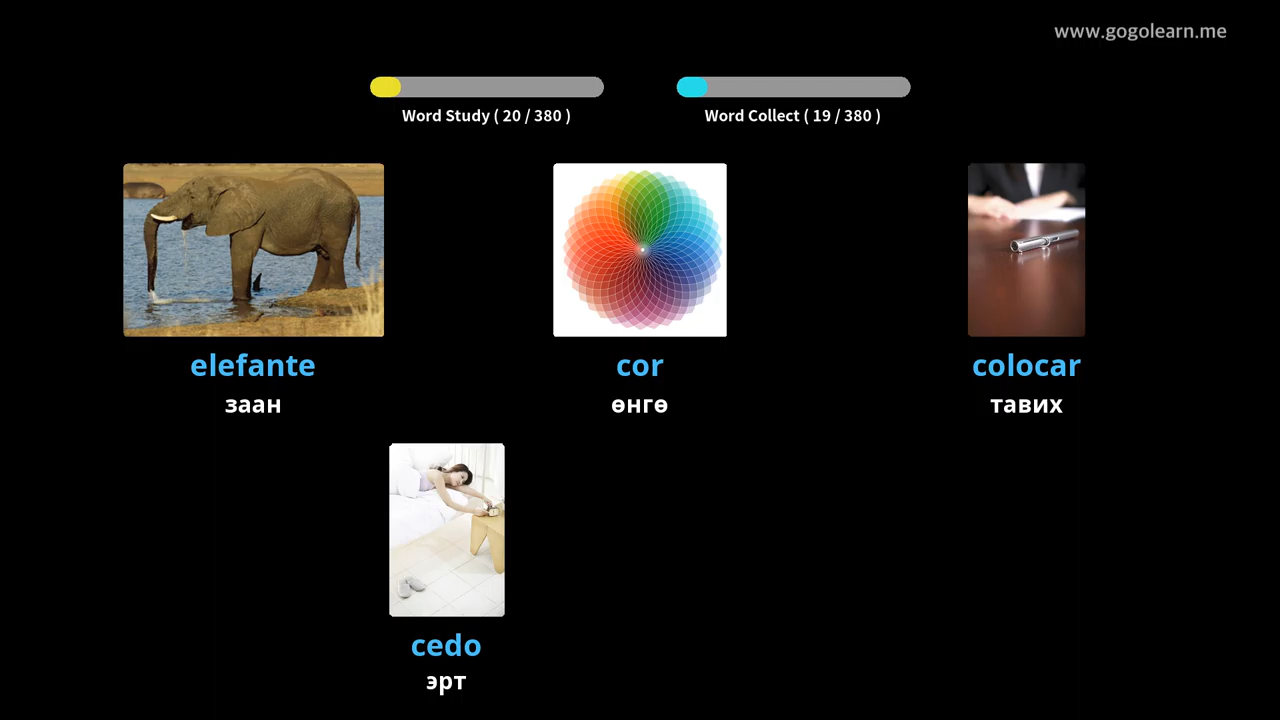 www.gogolearn.me
Word Study ( 20 / 380 )
Word Collect ( 19 / 380 )
elefante
заан
cor
өнгө
colocar
тавих
cedo
эрт